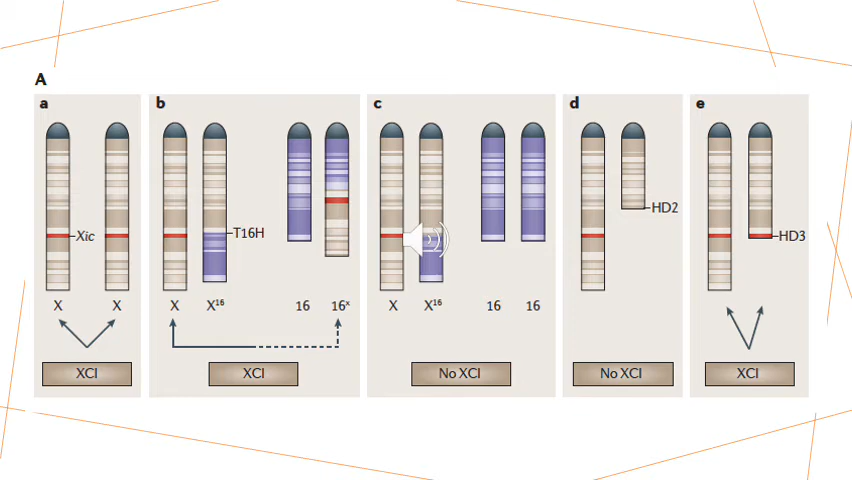 A
a b c d e
Xic
T16H
HD2
HD3
X X X X¹⁶ 16 16ˣ X X¹⁶ 16 16
XCI XCI No XCI No XCI XCI